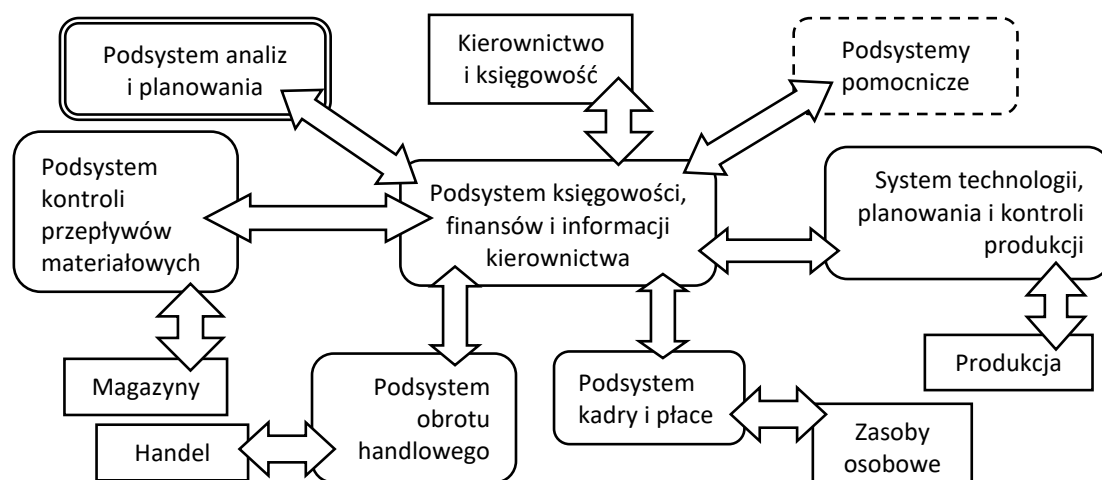 Podsystem analiz
i planowania
Kierownictwo
i księgowość
Podsystemy
pomocnicze
Podsystem
kontroli
przepływów
materiałowych
Podsystem księgowości,
finansów i informacji
kierownictwa
System technologii,
planowania i kontroli
produkcji
Magazyny
Handel
Podsystem
obrotu
handlowego
Podsystem
kadry i płace
Zasoby
osobowe
Produkcja